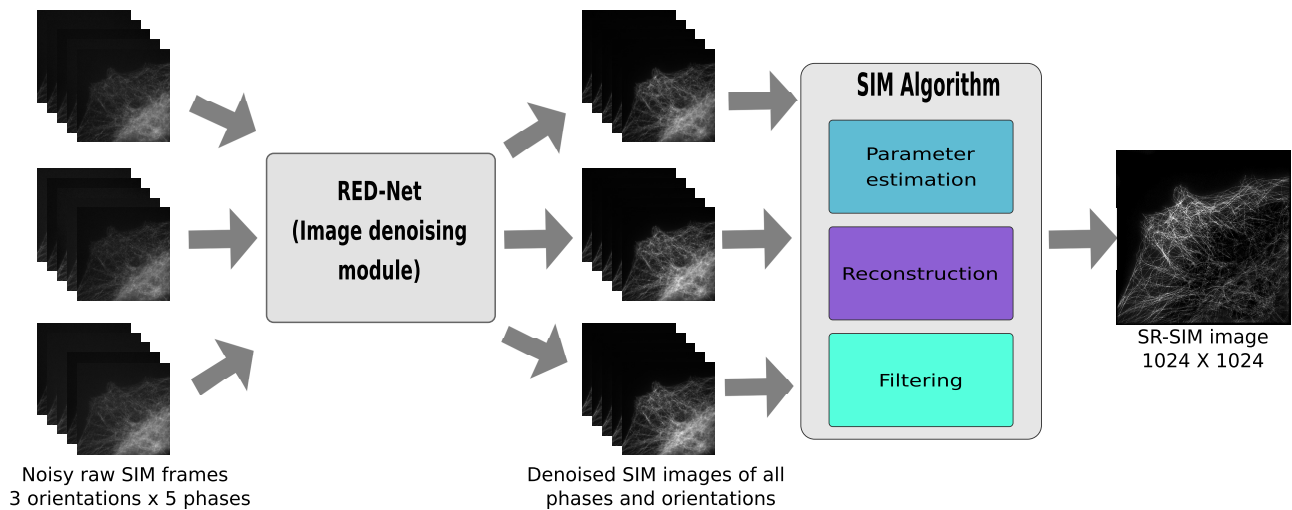 Noisy raw SIM frames
3 orientations x 5 phases
RED-Net
(Image denoising
module)
Denoised SIM images of all
phases and orientations
SIM Algorithm
Parameter
estimation
Reconstruction
Filtering
SR-SIM image
1024 X 1024